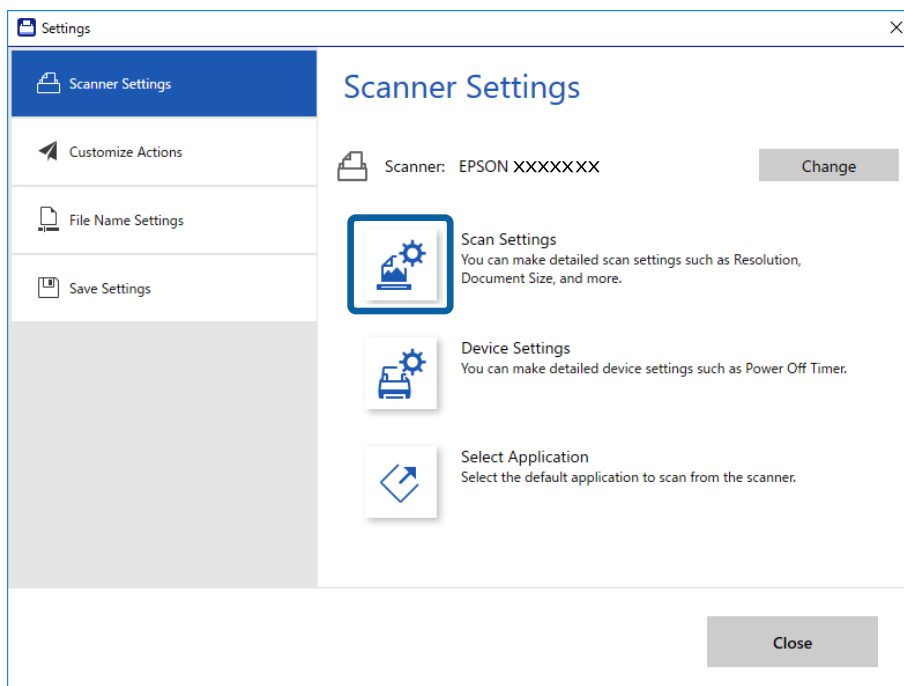 Settings
Scanner Settings
Customize Actions
File Name Settings
Save Settings
Scanner Settings
Scanner: EPSON XXXXXXX
Change
Scan Settings
You can make detailed scan settings such as Resolution,
Document Size, and more.
Device Settings
You can make detailed device settings such as Power Off Timer.
Select Application
Select the default application to scan from the scanner.
Close